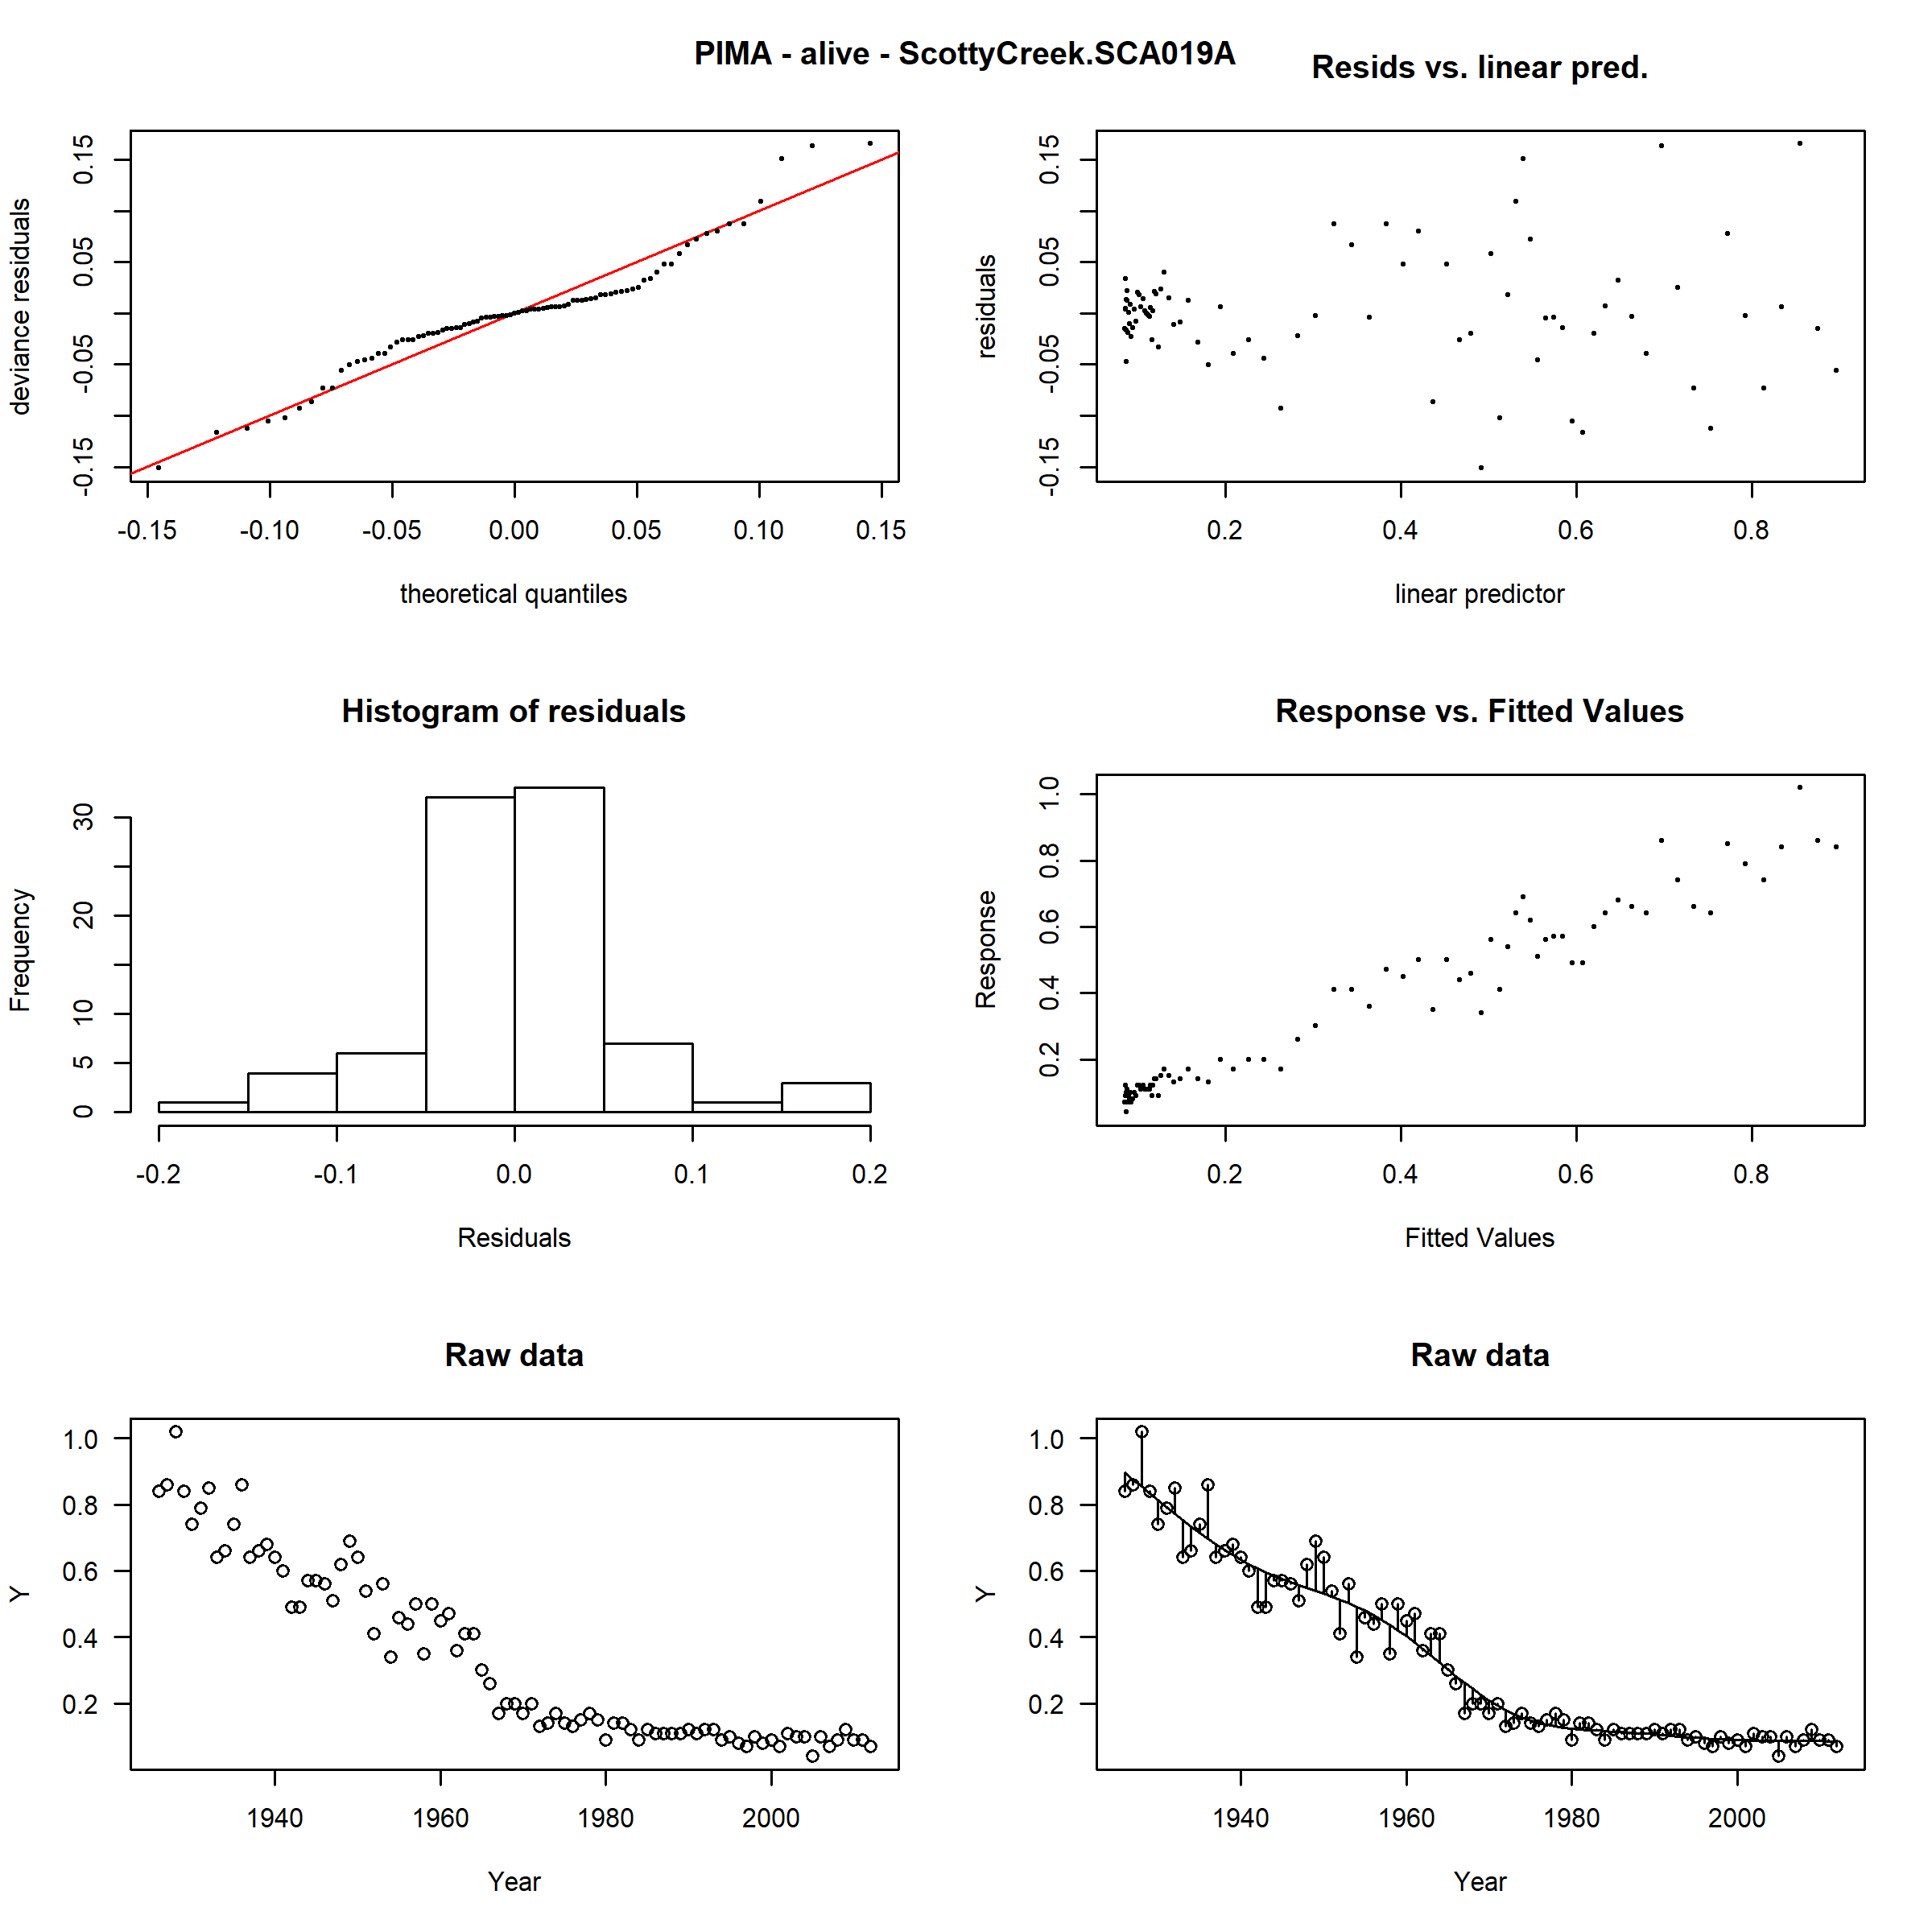 PIMA - alive - ScottyCreek.SCA019A
Resids vs. linear pred.
deviance residuals
-0.15 -0.05 0.05 0.15
-0.15 -0.10 -0.05 0.00 0.05 0.10 0.15
theoretical quantiles
residuals
-0.15 -0.05 0.05 0.15
0.2 0.4 0.6 0.8
linear predictor
Histogram of residuals
Frequency
0 5 10 20 30
-0.2 -0.1 0.0 0.1 0.2
Residuals
Response vs. Fitted Values
Response
0.2 0.4 0.6 0.8 1.0
0.2 0.4 0.6 0.8
Fitted Values
Raw data
Y
1.0
0.8
0.6
0.4
0.2
1940 1960 1980 2000
Year
Raw data
Y
1.0
0.8
0.6
0.4
0.2
1940 1960 1980 2000
Year